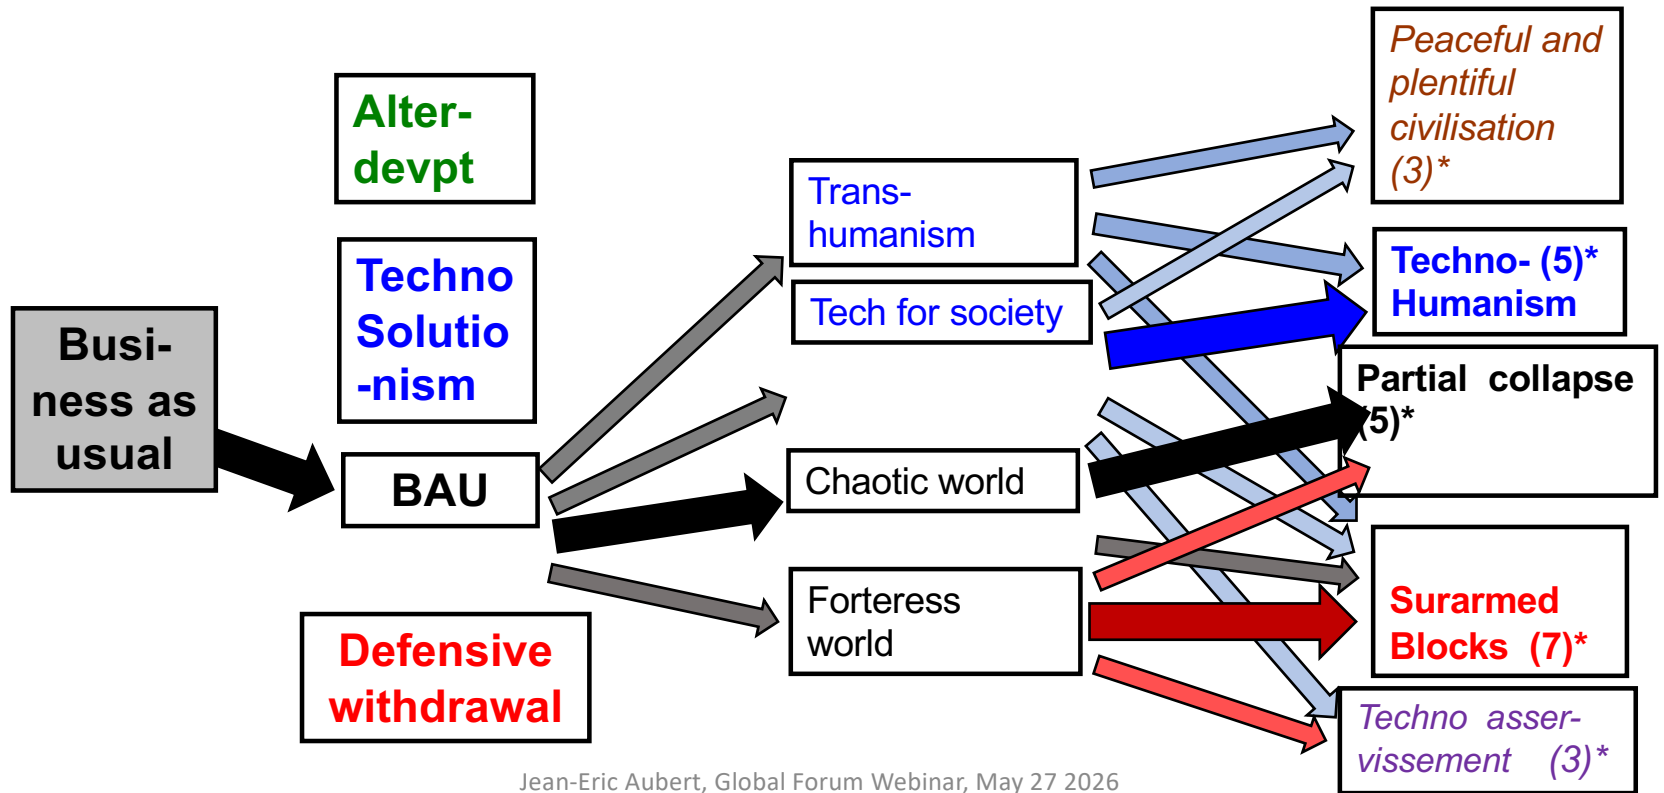 Busi-
ness as
usual
Alter-
devpt
Techno
Solutio
-nism
BAU
Defensive
withdrawal
Trans-
humanism
Tech for society
Chaotic world
Forteress
world
Peaceful and
plentiful
civilisation
(3)*
Techno- (5)*
Humanism
Partial collapse
(5)*
Surarmed
Blocks (7)*
Techno asser-
vissement (3)*
Jean-Eric Aubert, Global Forum Webinar, May 27 2026